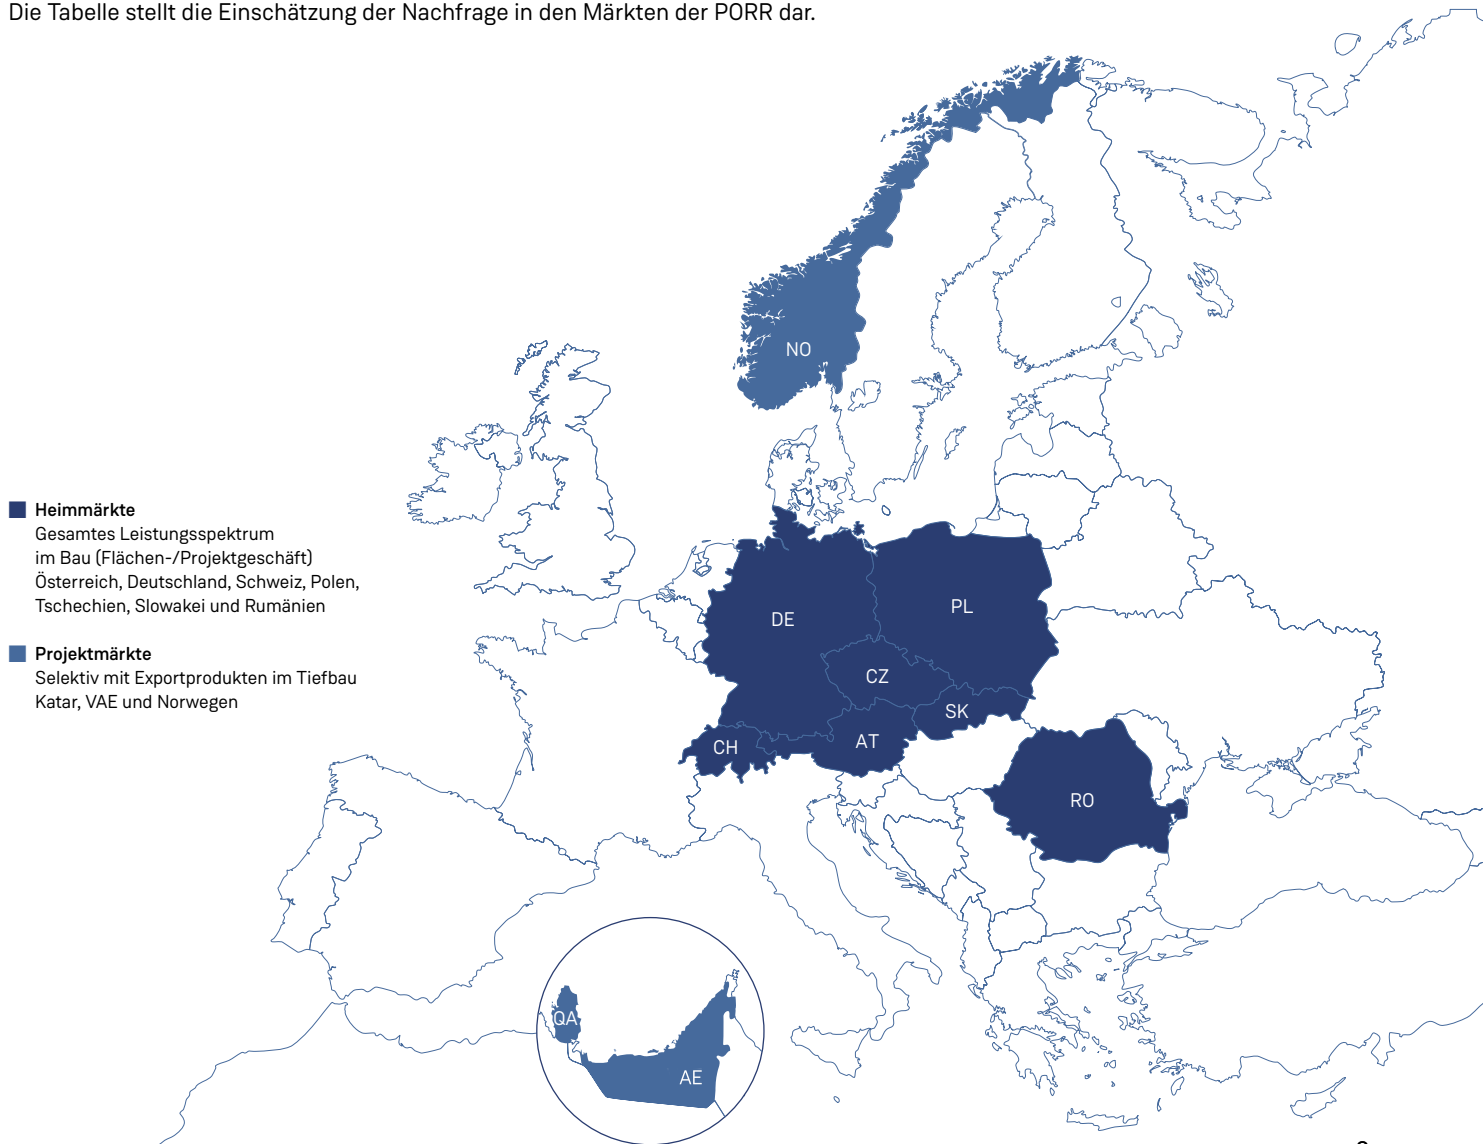 Die Tabelle stellt die Einschätzung der Nachfrage in den Märkten der PORR dar.
NO
Heimmärkte
Gesamtes Leistungsspektrum
im Bau (Flächen-/Projektgeschäft)
Österreich, Deutschland, Schweiz, Polen,
Tschechien, Slowakei und Rumänien
Projektmärkte
Selektiv mit Exportprodukten im Tiefbau
Katar, VAE und Norwegen
DE
PL
CZ
SK
CH
AT
RO
QA
AE